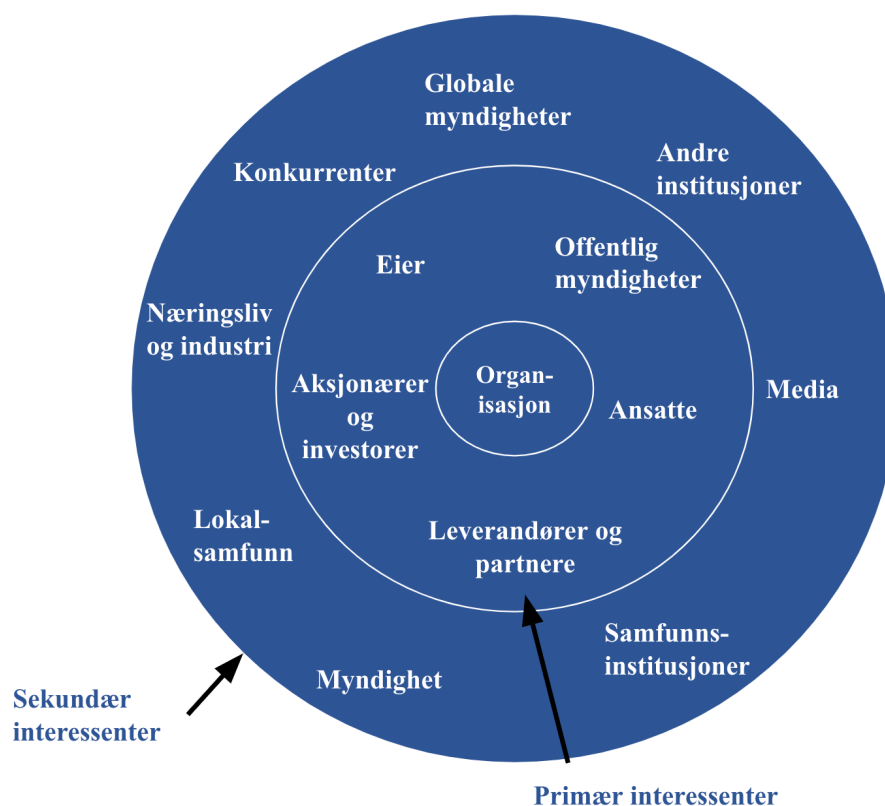 Globale
myndigheter
Andre
institusjoner
Konkurrenter
Offentlig
myndigheter
Eier
Næringsliv
og industri
Organ-
isasjon
Aksjonærer
og
investorer
Ansatte
Media
Lokal-
samfunn
Leverandører og
partnere
Samfunns-
institusjoner
Myndighet
Sekundær
interessenter
Primær interessenter